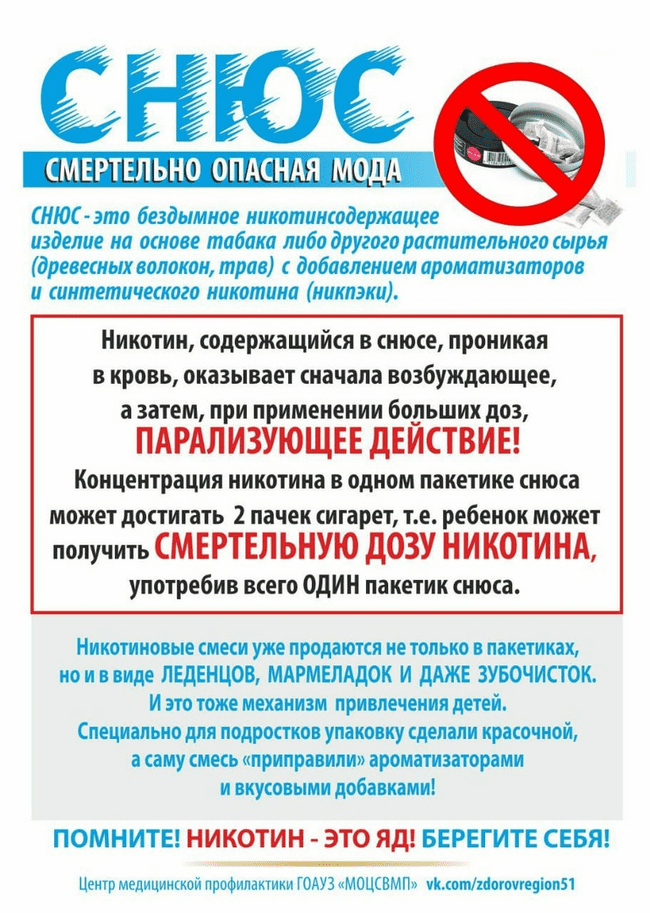 СНЮС
СМЕРТЕЛЬНО ОПАСНАЯ МОДА
СНЮС - это бездымное никотинсодержащее
изделие на основе табака либо другого растительного сырья
(древесных волокон, трав) с добавлением ароматизаторов
и синтетического никотина (никпэки).
Никотин, содержащийся в снюсе, проникая
в кровь, оказывает сначала возбуждающее,
а затем, при применении больших доз,
ПАРАЛИЗУЮЩЕЕ ДЕЙСТВИЕ!
Концентрация никотина в одном пакетике снюса
может достигать 2 пачек сигарет, т.е. ребенок может
получить СМЕРТЕЛЬНУЮ ДОЗУ НИКОТИНА,
употребив всего ОДИН пакетик снюса.
Никотиновые смеси уже продаются не только в пакетиках,
но и в виде ЛЕДЕНЦОВ, МАРМЕЛАДОК И ДАЖЕ ЗУБОЧИСТОК.
И это тоже механизм привлечения детей.
Специально для подростков упаковку сделали красочной,
а саму смесь «приправили» ароматизаторами
и вкусовыми добавками!
ПОМНИТЕ! НИКОТИН - ЭТО ЯД! БЕРЕГИТЕ СЕБЯ!
Центр медицинской профилактики ГОАУЗ «МОЦСВМП» vk.com/zdorovregion51